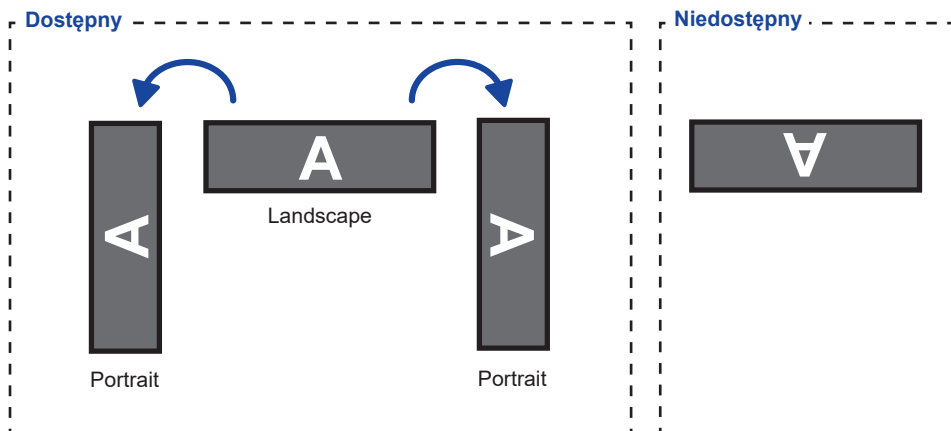 Dostępny
Niedostępny
A
A
A
A
Landscape
Portrait
Portrait